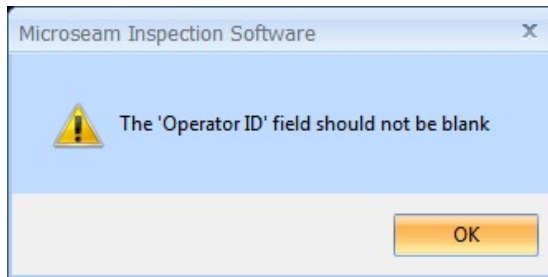 Microseam Inspection Software
The 'Operator ID' field should not be blank
OK